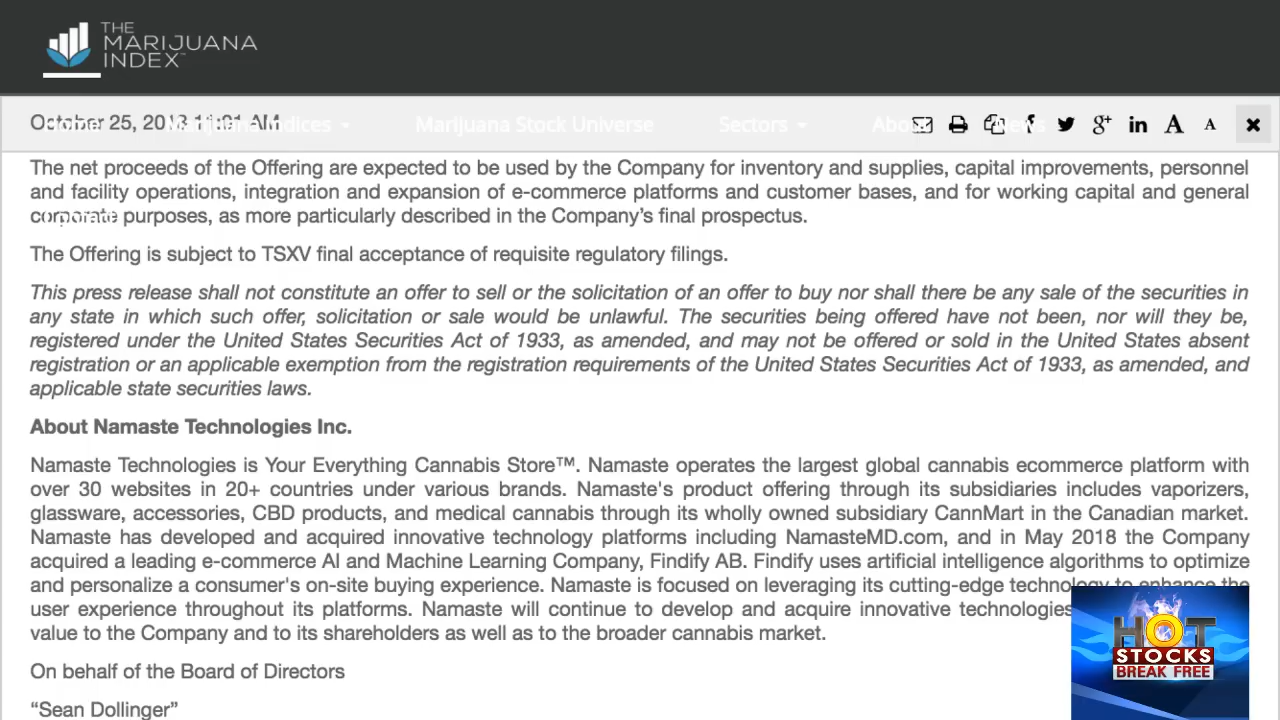 THE
MARIJUANA
INDEX™
October 25, 20
Home
Marijuana Indices
Marijuana Stock Universe
Sectors
About
News
The net proceeds of the Offering are expected to be used by the Company for inventory and supplies, capital improvements, personnel
and facility operations, integration and expansion of e-commerce platforms and customer bases, and for working capital and general
purposes, as more particularly described in the Company's final prospectus.
Contact
The Offering is subject to TSXV final acceptance of requisite regulatory filings.
This press release shall not constitute an offer to sell or the solicitation of an offer to buy nor shall there be any sale of the securities in
any state in which such offer, solicitation or sale would be unlawful. The securities being offered have not been, nor will they be,
registered under the United States Securities Act of 1933, as amended, and may not be offered or sold in the United States absent
registration or an applicable exemption from the registration requirements of the United States Securities Act of 1933, as amended, and
applicable state securities laws.
About Namaste Technologies Inc.
Namaste Technologies is Your Everything Cannabis Store™. Namaste operates the largest global cannabis ecommerce platform with
over 30 websites in 20+ countries under various brands. Namaste's product offering through its subsidiaries includes vaporizers,
glassware, accessories, CBD products, and medical cannabis through its wholly owned subsidiary CannMart in the Canadian market.
Namaste has developed and acquired innovative technology platforms including NamasteMD.com, and in May 2018 the Company
acquired a leading e-commerce AI and Machine Learning Company, Findify AB. Findify uses artificial intelligence algorithms to optimize
and personalize a consumer's on-site buying experience. Namaste is focused on leveraging its cutting-edge technology to enhance the
user experience throughout its platforms. Namaste will continue to develop and acquire innovative technologies
value to the Company and to its shareholders as well as to the broader cannabis market.
On behalf of the Board of Directors
“Sean Dollinger”
HOT
STOCKS
BREAK FREE